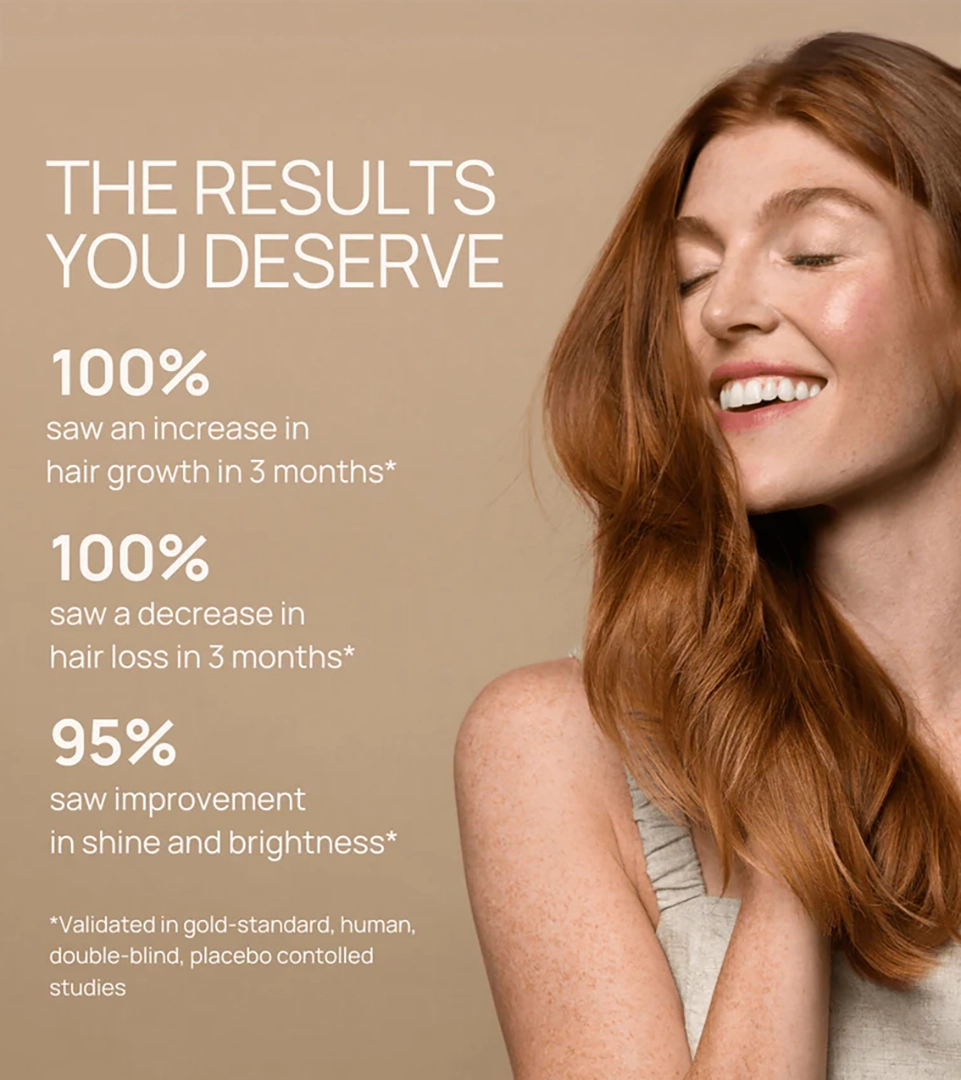 THE RESULTS
YOU DESERVE
100%
saw an increase in
hair growth in 3 months*
100%
saw a decrease in
hair loss in 3 months*
95%
saw improvement
in shine and brightness*
*Validated in gold-standard, human,
double-blind, placebo contolled
studies